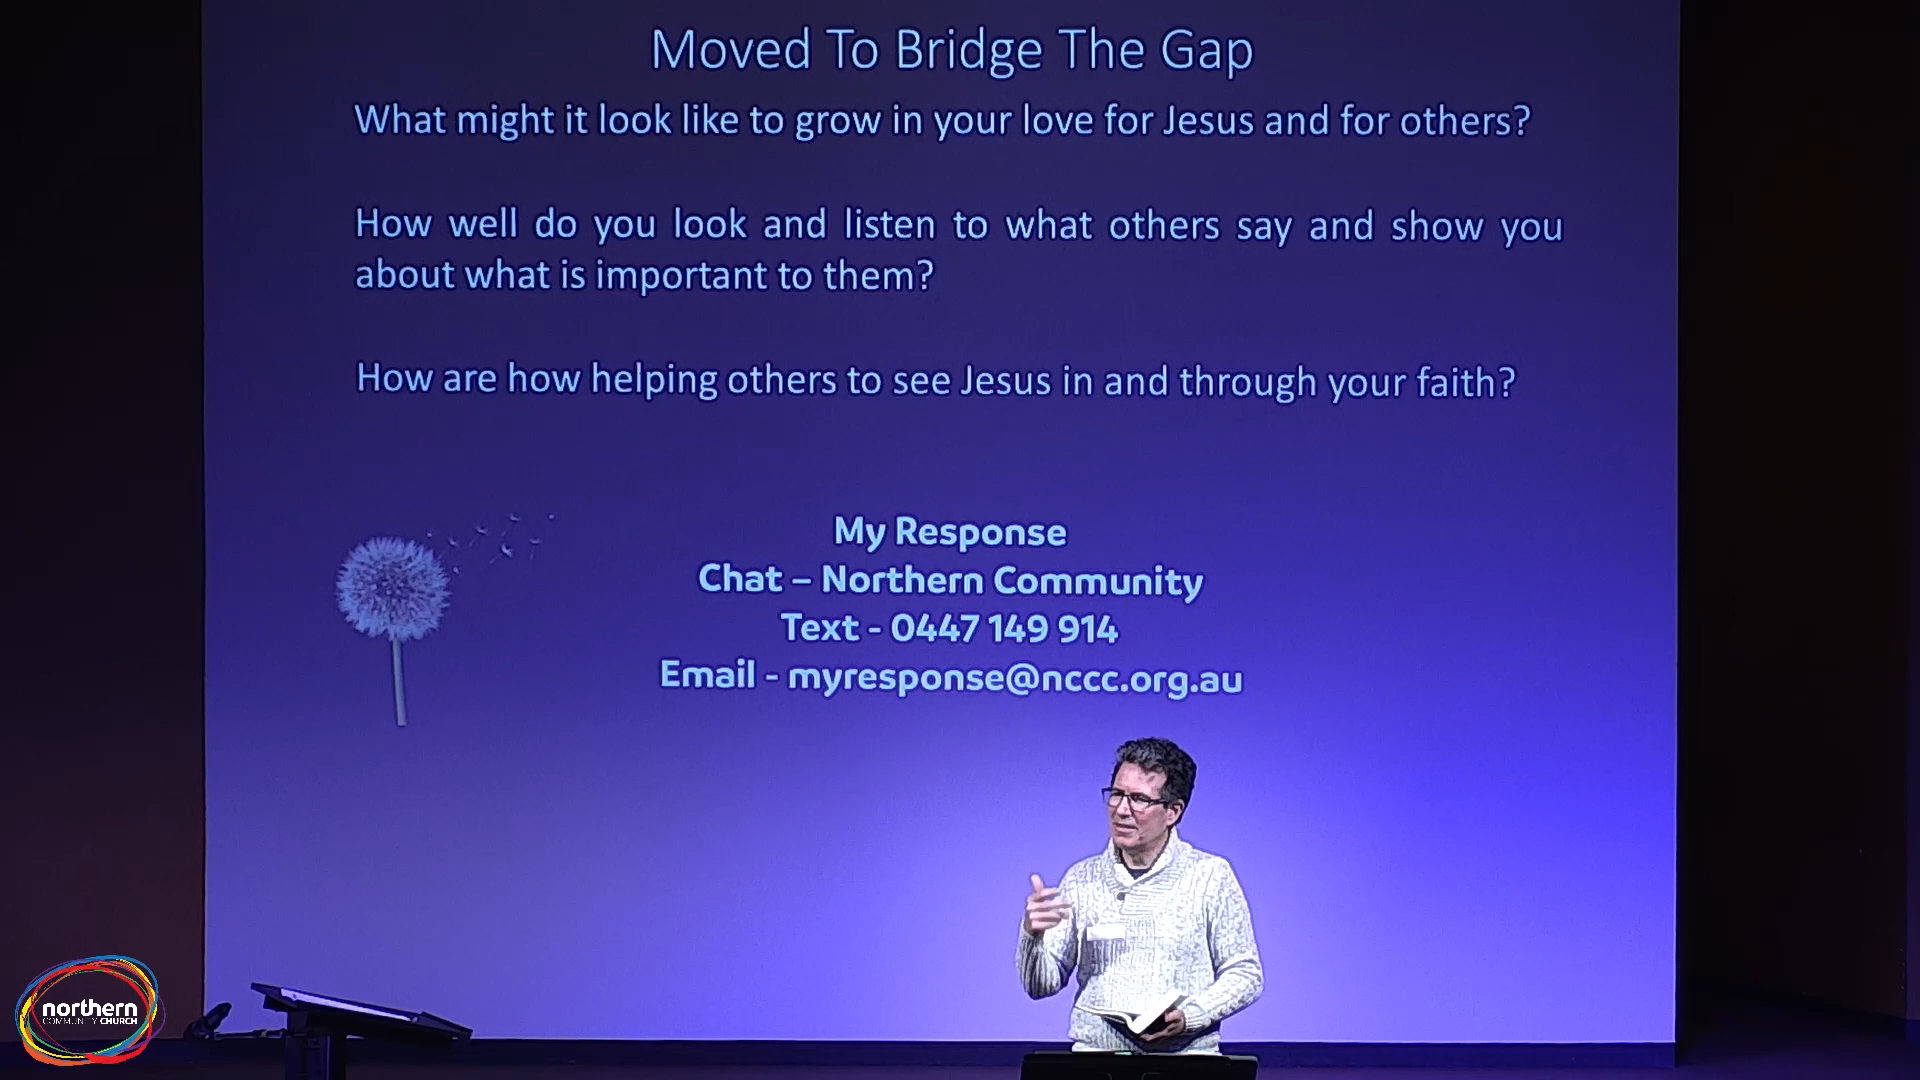 Moved To Bridge The Gap
What might it look like to grow in your love for Jesus and for others?
How well do you look and listen to what others say and show you
about what is important to them?
How are how helping others to see Jesus in and through your faith?
My Response
Chat – Northern Community
Text - 0447 149 914
Email - myresponse@nccc.org.au
northern
COMMUNITY CHURCH